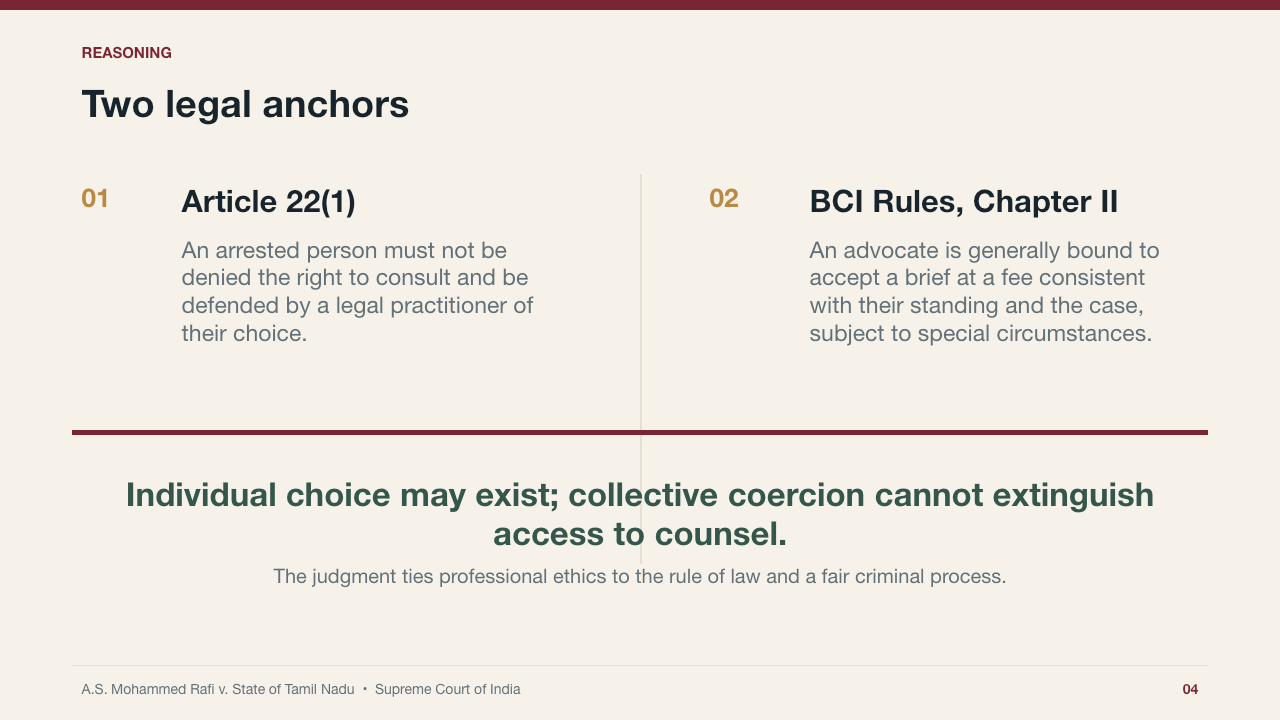 REASONING
Two legal anchors
01
Article 22(1)
An arrested person must not be
denied the right to consult and be
defended by a legal practitioner of
their choice.
02
BCI Rules, Chapter II
An advocate is generally bound to
accept a brief at a fee consistent
with their standing and the case,
subject to special circumstances.
Individual choice may exist; collective coercion cannot extinguish
access to counsel.
The judgment ties professional ethics to the rule of law and a fair criminal process.
A.S. Mohammed Rafi v. State of Tamil Nadu • Supreme Court of India
04